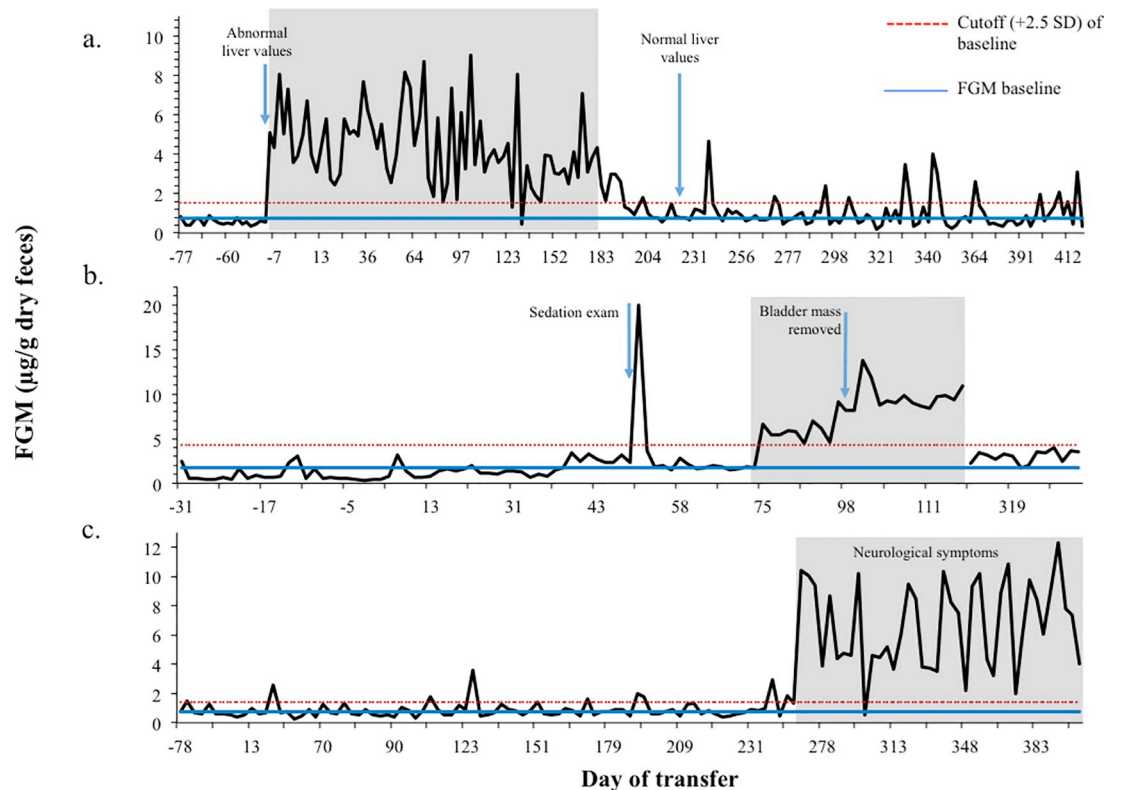 a.
Abnormal
liver values
Normal liver
values
Cutoff (+2.5 SD) of
baseline
FGM baseline
10
8
6
4
2
0
-77 -60 -7 13 36 64 97 123 152 183 204 231 256 277 298 321 340 366 391 412
b.
Sedation exam
Bladder mass
removed
20
15
10
5
0
-31 -17 -5 13 31 43 58 75 98 111 319
c.
Neurological symptoms
12
10
8
6
4
2
0
-78 13 70 90 123 151 179 209 231 278 313 348 383
FGM (µg/g dry feces)
Day of transfer